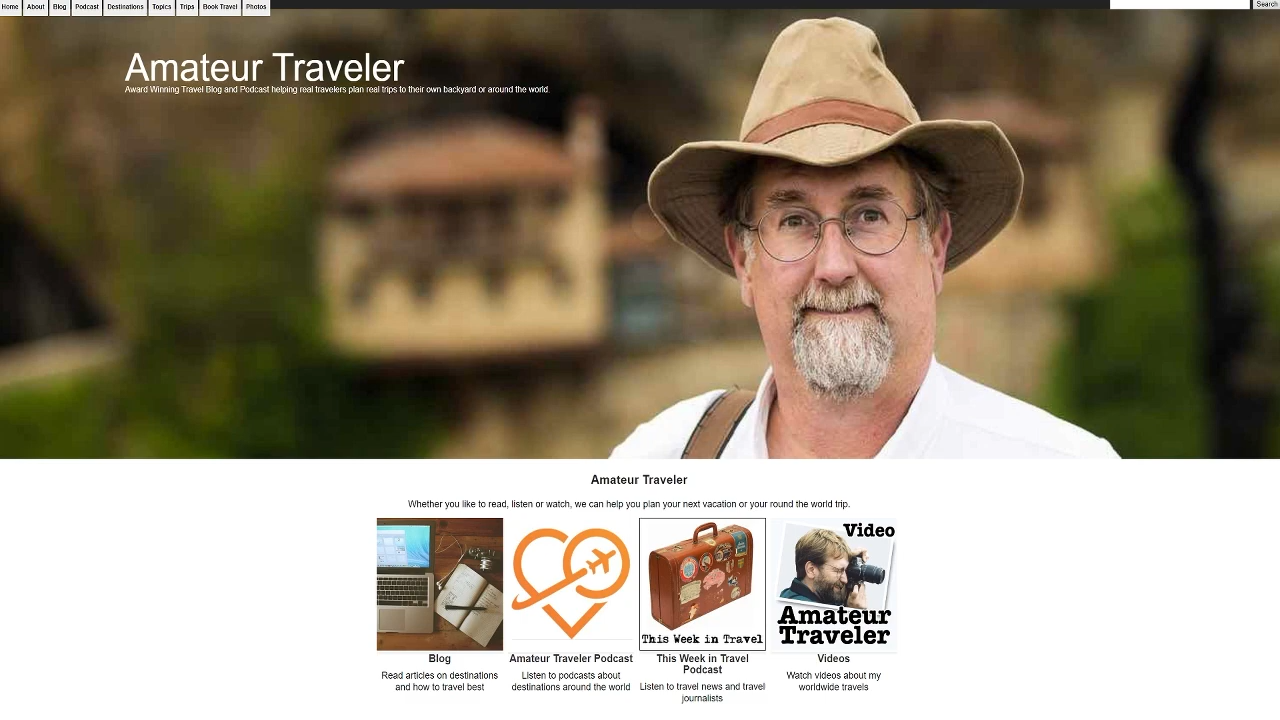 Home About Blog Podcast Destinations Topics Trips Book Travel Photos Search
Amateur Traveler
Award Winning Travel Blog and Podcast helping real travelers plan real trips to their own backyard or around the world.
Amateur Traveler
Whether you like to read, listen or watch, we can help you plan your next vacation or your round the world trip.
This Week in Travel
Video
Amateur
Traveler
Blog
Read articles on destinations
and how to travel best
Amateur Traveler Podcast
Listen to podcasts about
destinations around the world
This Week in Travel
Podcast
Listen to travel news and travel
journalists
Videos
Watch videos about my
worldwide travels